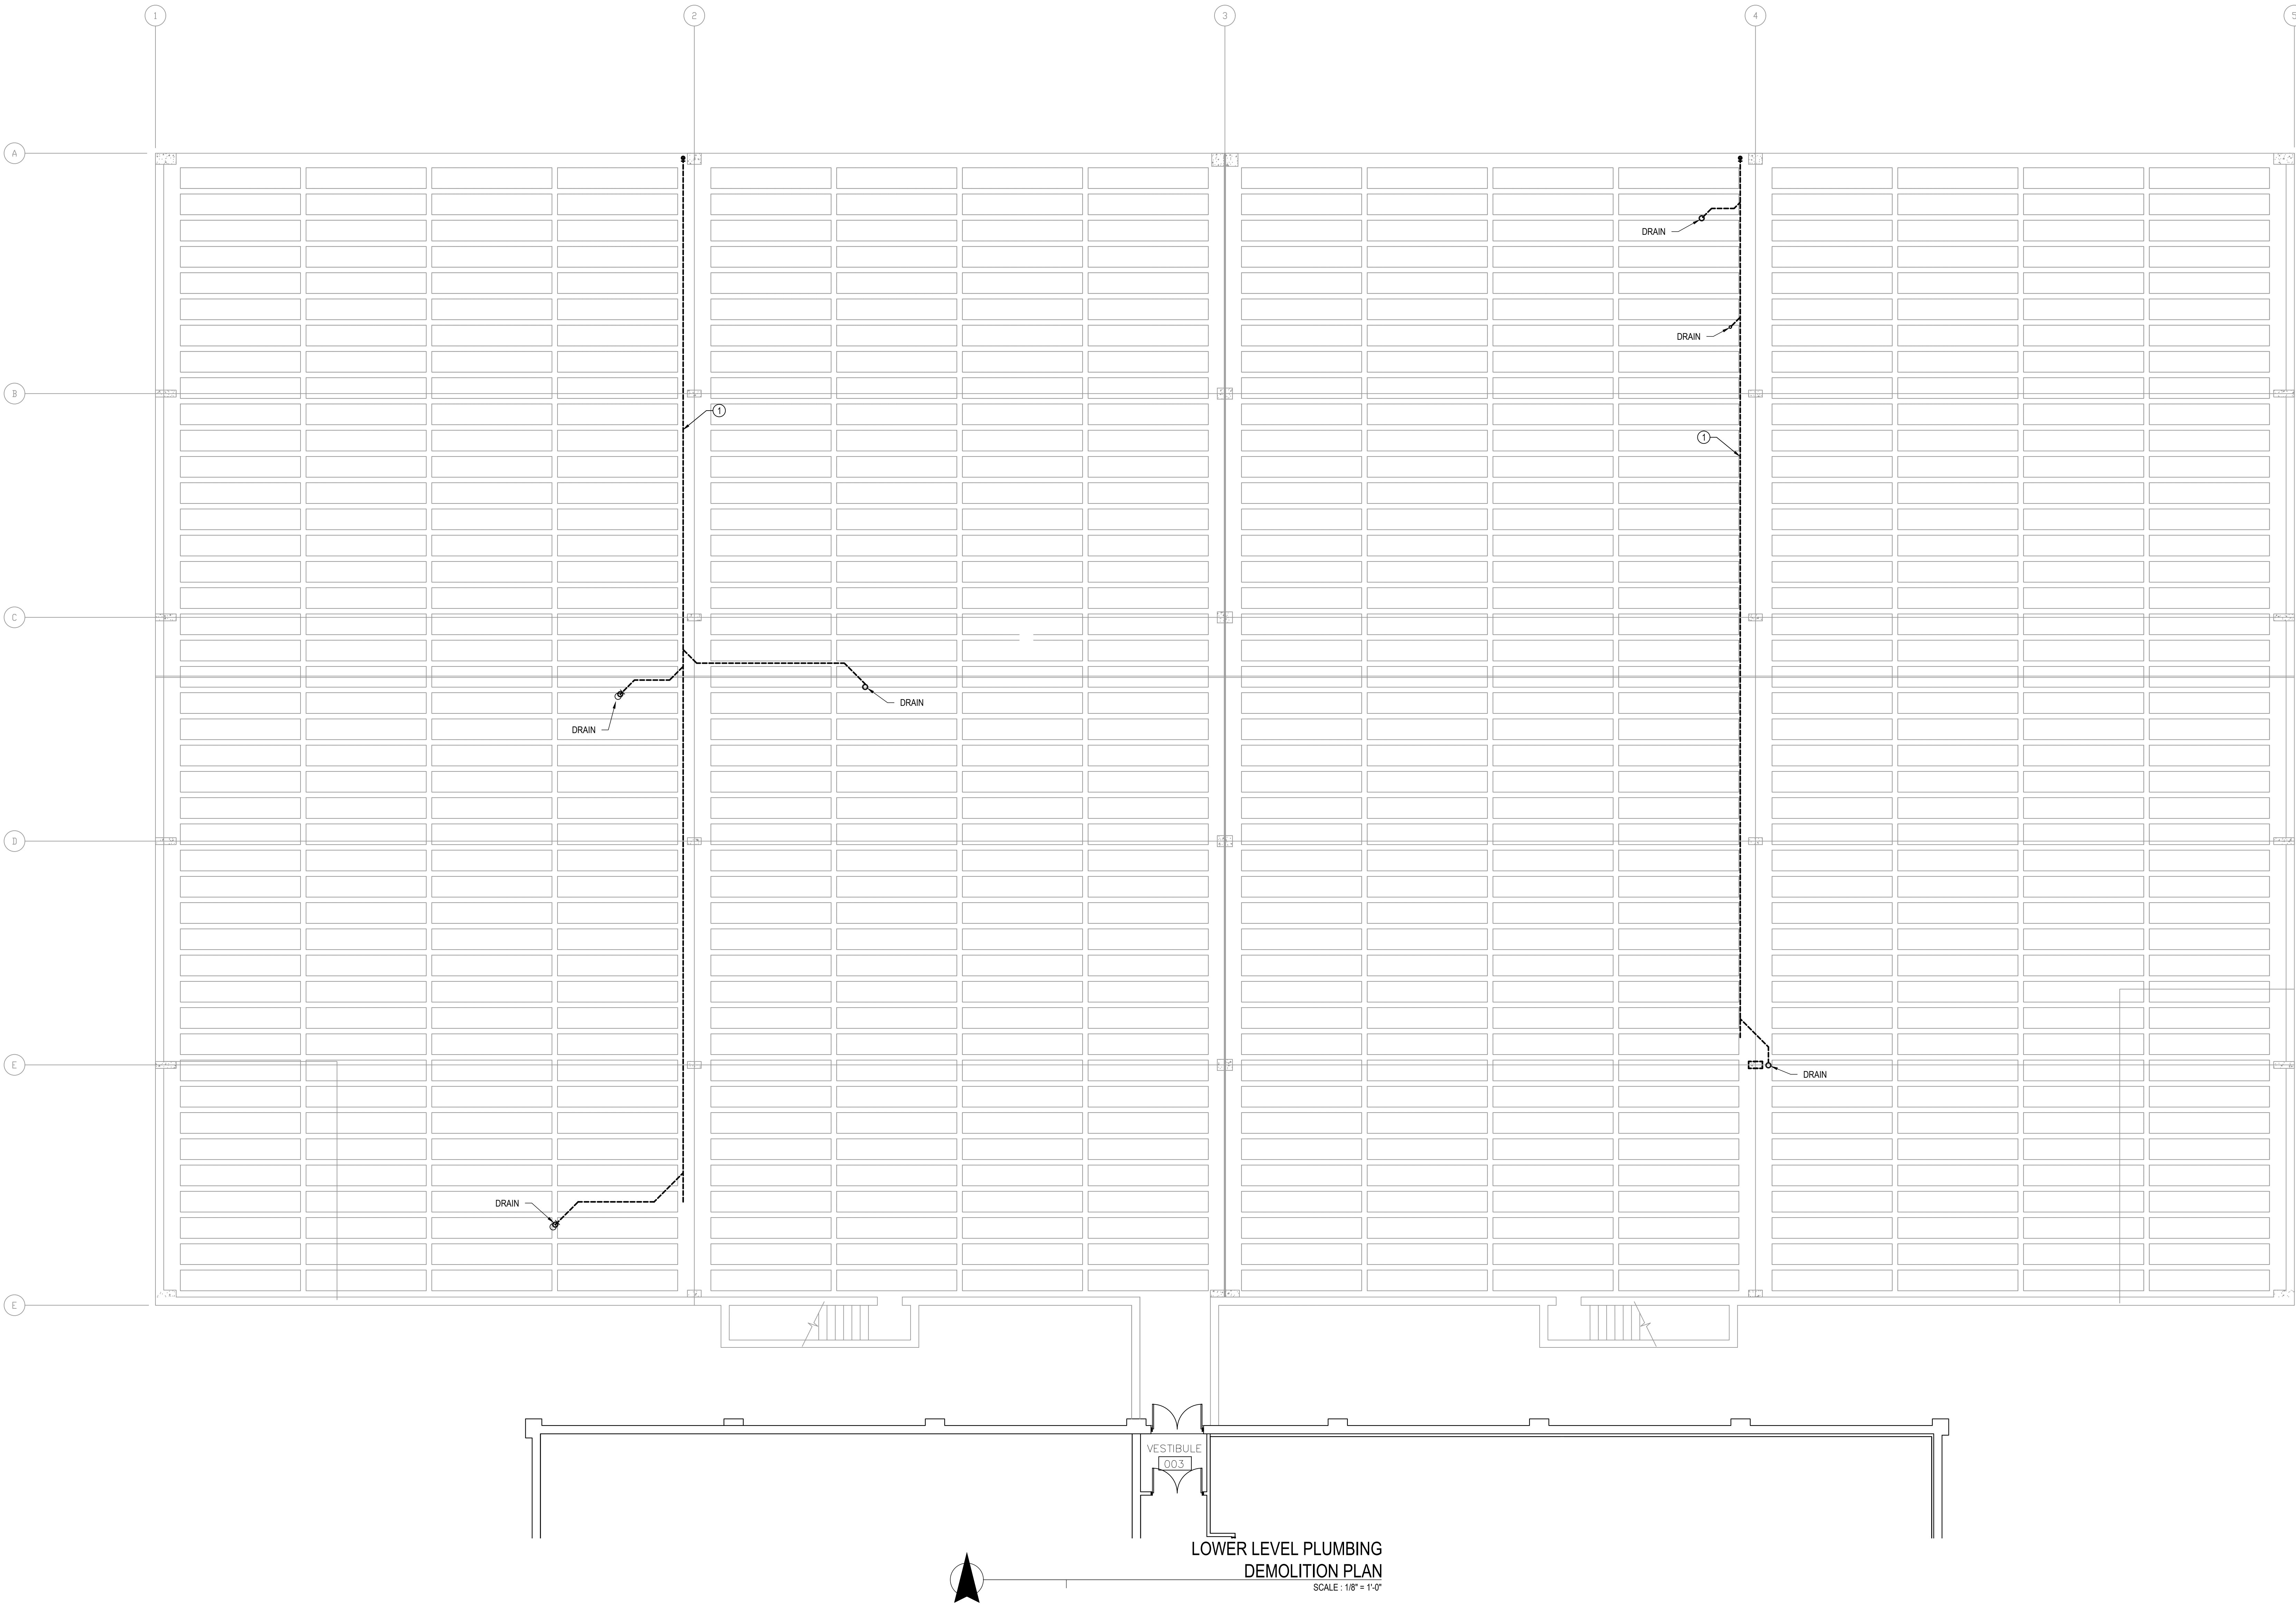 1
2
3
4
5
A
DRAIN
DRAIN
B
1
1
C
DRAIN
DRAIN
D
E
DRAIN
DRAIN
E
VESTIBULE
003
LOWER LEVEL PLUMBING
DEMOLITION PLAN
SCALE : 1/8" = 1'-0"